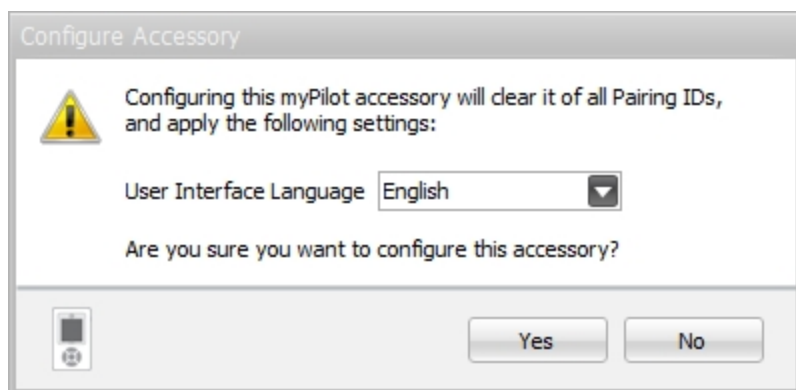 Configure Accessory
Configuring this myPilot accessory will clear it of all Pairing IDs,
and apply the following settings:
User Interface Language English
Are you sure you want to configure this accessory?
Yes No